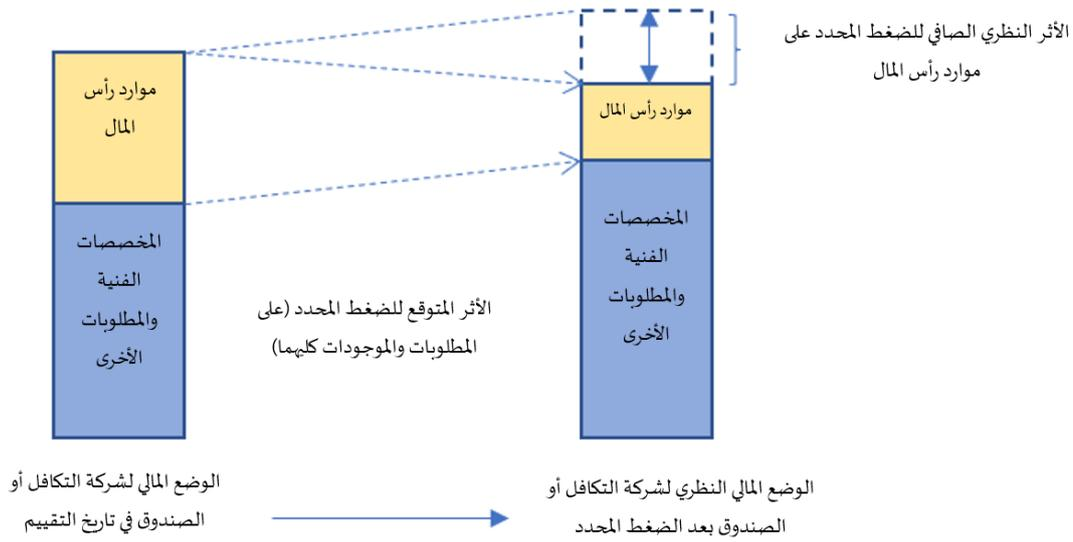 الأثر النظري الصافي للضغط المحدد على
موارد رأس المال
موارد رأس
المال
موارد رأس المال
المخصصات
الفنية
والمطلوبات
الأخرى
المخصصات
الفنية
والمطلوبات
الأخرى
الأثر المتوقع للضغط المحدد (على
المطلوبات والموجودات كليهما)
الوضع المالي لشركة التكافل أو
الصندوق في تاريخ التقييم
الوضع المالي النظري لشركة التكافل أو
الصندوق بعد الضغط المحدد